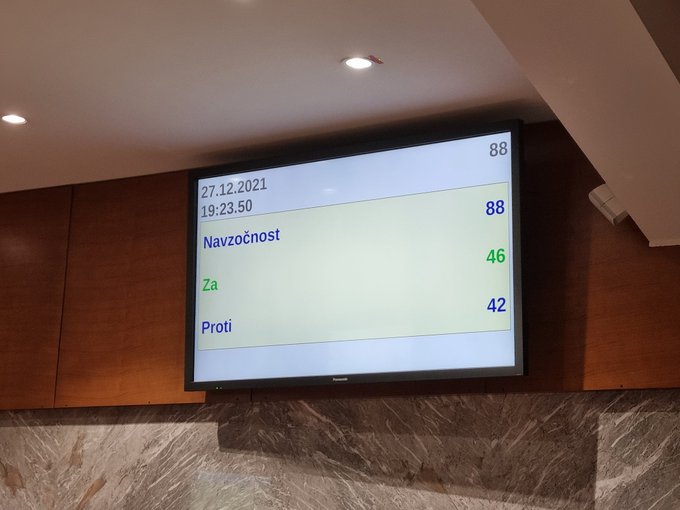 27.12.2021 88
19:23.50
Navzočnost 88
Za 46
Proti 42
Panasonic